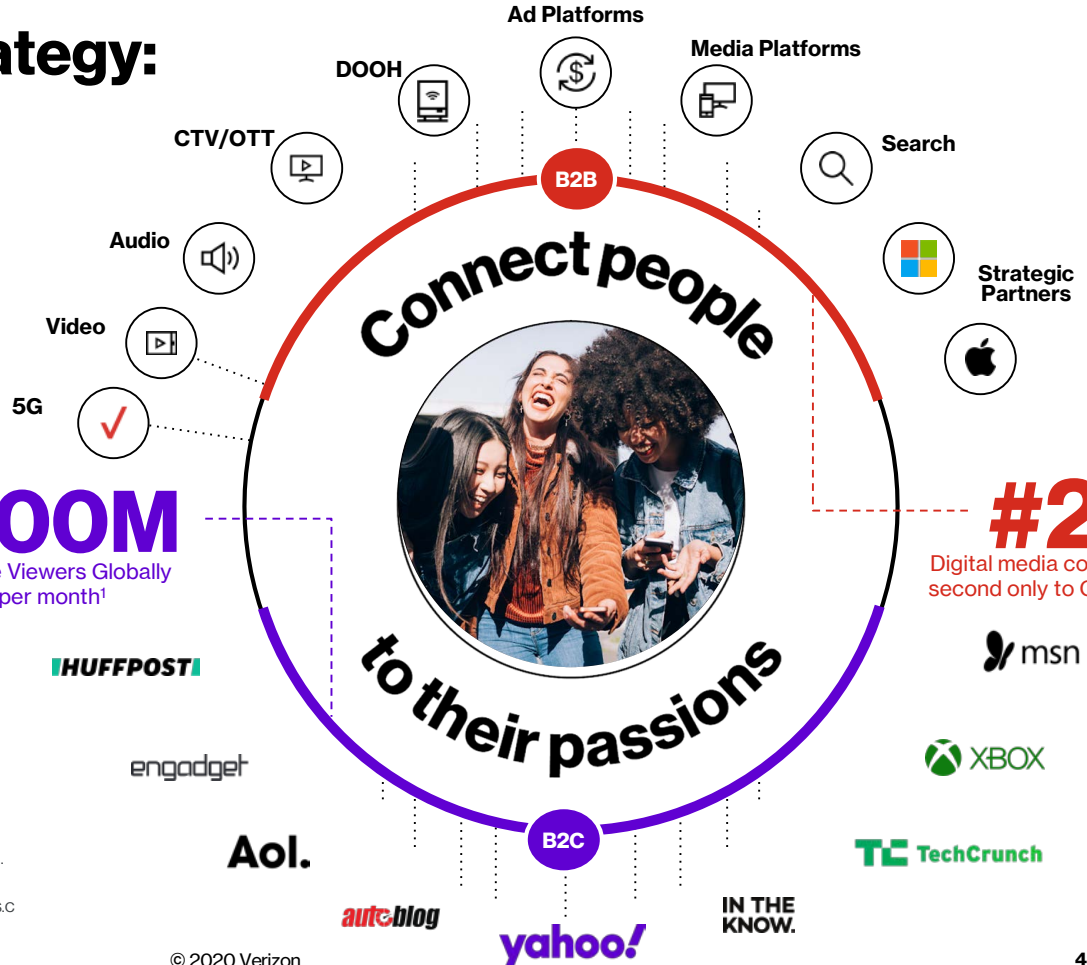 ategy:
Ad Platforms
DOOH
Media Platforms
CTV/OTT
Search
B2B
Audio
Strategic
Partners
Video
5G
Connect people
to their passions
00M
Viewers Globally
per month¹
#2
Digital media co
second only to
HUFFPOST
msn
engadget
XBOX
B2C
Aol.
TechCrunch
autoblog
yahoo!
IN THE
KNOW.
s.c
© 2020 Verizon
4